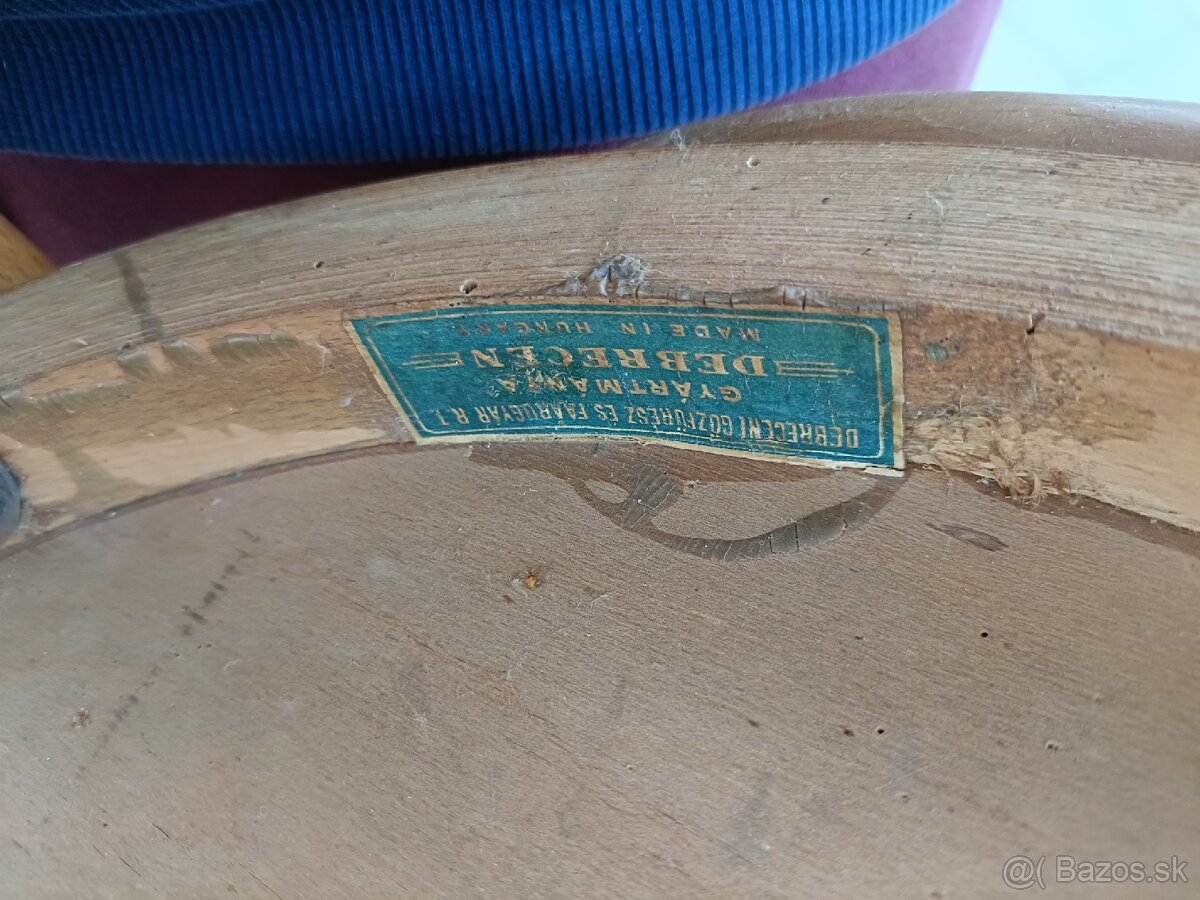 DEBRECENI GŐZFŰRÉSZ ÉS FAÁRUGYÁR R.T.
GYÁRTMÁNYA
DEBRECEN
MADE IN HUNGARY.
@( Bazos.sk